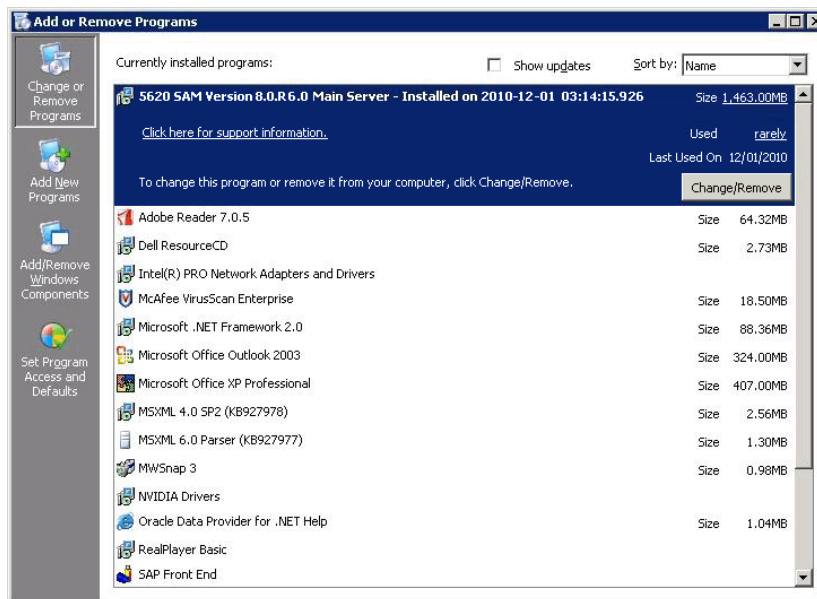 Add or Remove Programs
Change or
Remove
Programs
Add New
Programs
Add/Remove
Windows
Components
Set Program
Access and
Defaults
Currently installed programs:
Show updates
Sort by: Name
5620 SAM Version 8.0.R6.0 Main Server - Installed on 2010-12-01 03:14:15.926 Size 1,463.00MB
Click here for support information. Used rarely
Last Used On 12/01/2010
To change this program or remove it from your computer, click Change/Remove. Change/Remove
Adobe Reader 7.0.5 Size 64.32MB
Dell ResourceCD Size 2.73MB
Intel(R) PRO Network Adapters and Drivers
McAfee VirusScan Enterprise Size 18.50MB
Microsoft .NET Framework 2.0 Size 88.36MB
Microsoft Office Outlook 2003 Size 324.00MB
Microsoft Office XP Professional Size 407.00MB
MSXML 4.0 SP2 (KB927978) Size 2.56MB
MSXML 6.0 Parser (KB927977) Size 1.30MB
MWSnap 3 Size 0.98MB
NVIDIA Drivers
Oracle Data Provider for .NET Help Size 1.04MB
RealPlayer Basic
SAP Front End